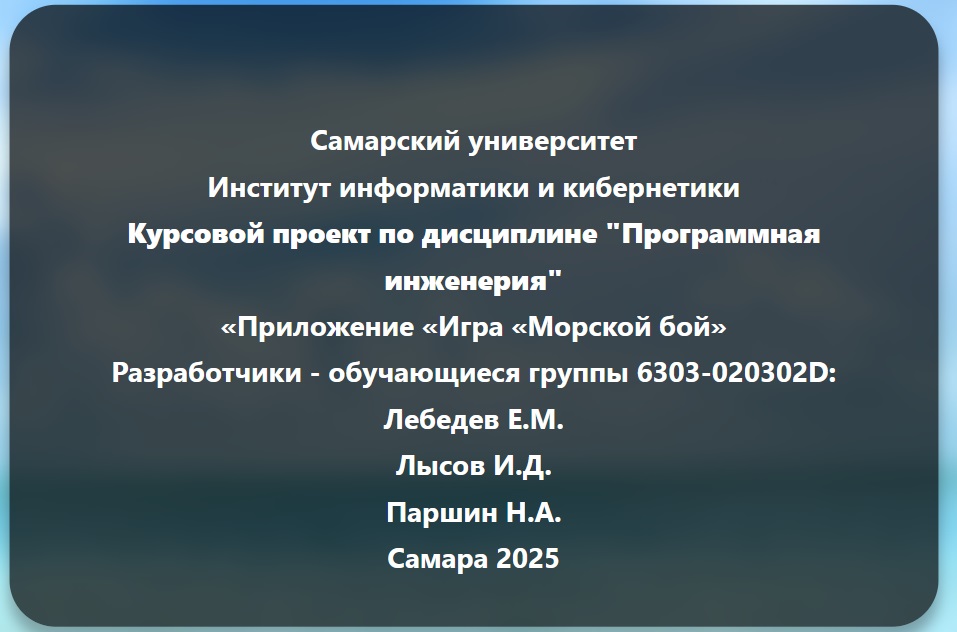 Самарский университет
Институт информатики и кибернетики
Курсовой проект по дисциплине "Программная
инженерия"
«Приложение «Игра «Морской бой»
Разработчики - обучающиеся группы 6303-020302D:
Лебедев Е.М.
Лысов И.Д.
Паршин Н.А.
Самара 2025